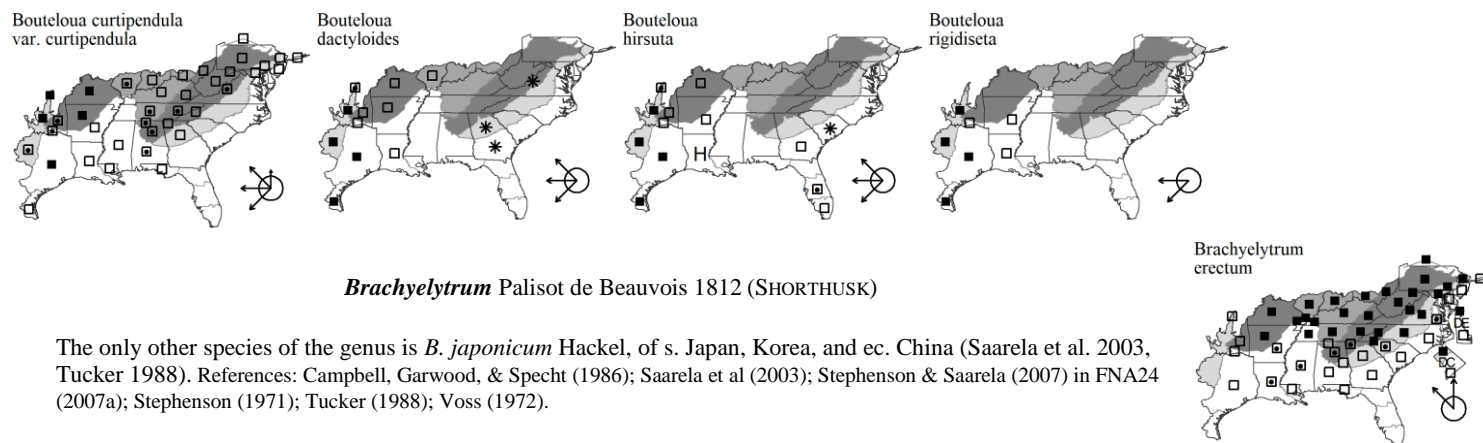 Bouteloua curtipendula
var. curtipendula
Bouteloua
dactyloides
Bouteloua
hirsuta
Bouteloua
rigidiseta
H
Brachyelytrum
erectum
DE
DC
Brachyelytrum Palisot de Beauvois 1812 (SHORTHUSK)
The only other species of the genus is B. japonicum Hackel, of s. Japan, Korea, and ec. China (Saarela et al. 2003,
Tucker 1988). References: Campbell, Garwood, & Specht (1986); Saarela et al (2003); Stephenson & Saarela (2007) in FNA24
(2007a); Stephenson (1971); Tucker (1988); Voss (1972).